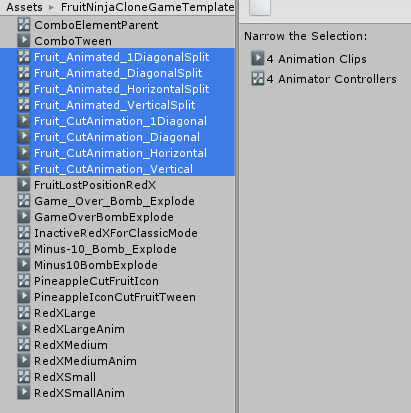 Assets ▸ FruitNinjaCloneGameTemplate
ComboElementParent
ComboTween
Fruit_Animated_1DiagonalSplit
Fruit_Animated_DiagonalSplit
Fruit_Animated_HorizontalSplit
Fruit_Animated_VerticalSplit
Fruit_CutAnimation_1Diagonal
Fruit_CutAnimation_Diagonal
Fruit_CutAnimation_Horizontal
Fruit_CutAnimation_Vertical
FruitLostPositionRedX
Game_Over_Bomb_Explode
GameOverBombExplode
InactiveRedXForClassicMode
Minus-10_Bomb_Explode
Minus10BombExplode
PineappleCutFruitIcon
PineappleIconCutFruitTween
RedXLarge
RedXLargeAnim
RedXMedium
RedXMediumAnim
RedXSmall
RedXSmallAnim
Narrow the Selection:
4 Animation Clips
4 Animator Controllers